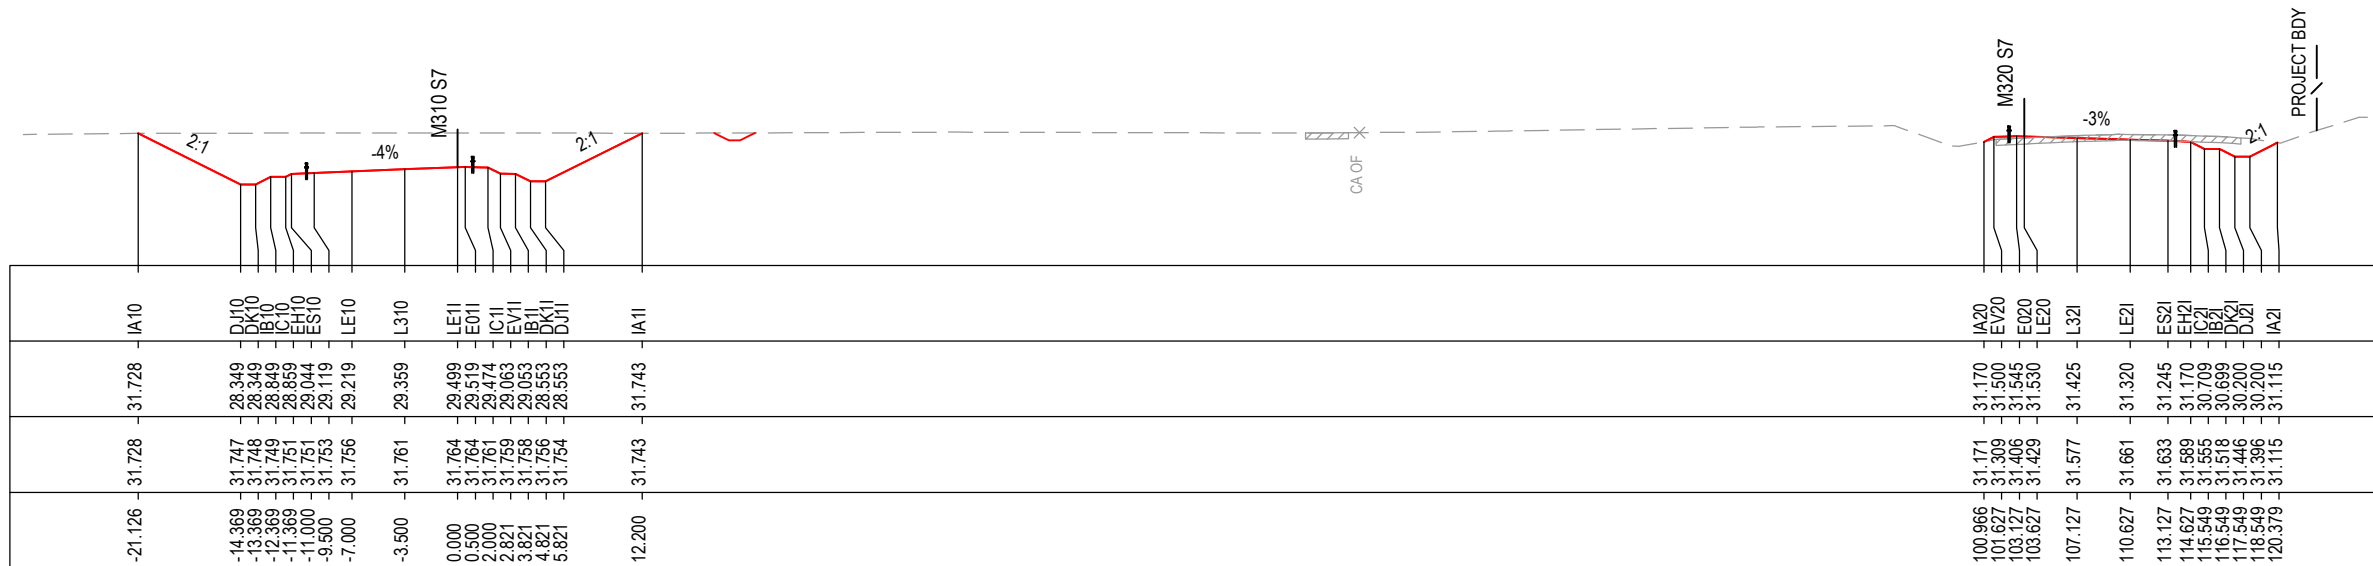 M310 S7
M320 S7
PROJECT BDY
2:1
-4%
2:1
CA OF
-3%
2:1
IA10 DJ10 DK10 IB10 IC10 EH10 ES10 LE10 L310 LE1I E01I IC1I EV1I IB1I DK1I DJ1I IA1I IA20 EV20 E020 LE20 L32I LE2I ES2I EH2I IC2I IB2I DK2I DJ2I IA2I
31.728 28.349 28.349 28.849 28.859 29.044 29.119 29.219 29.359 29.499 29.519 29.474 29.063 29.053 28.553 28.553 31.743 31.170 31.500 31.545 31.530 31.425 31.320 31.245 31.170 30.709 30.699 30.200 30.200 31.115
31.728 31.747 31.748 31.749 31.751 31.751 31.753 31.756 31.761 31.764 31.764 31.761 31.759 31.758 31.756 31.754 31.743 31.171 31.309 31.406 31.429 31.577 31.661 31.633 31.589 31.555 31.518 31.446 31.396 31.115
-21.126 -14.369 -13.369 -12.369 -11.369 -11.000 -9.500 -7.000 -3.500 0.000 0.500 2.000 2.821 3.821 4.821 5.821 12.200 100.966 101.627 103.127 103.627 107.127 110.627 113.127 114.627 115.549 116.549 117.549 118.549 120.379